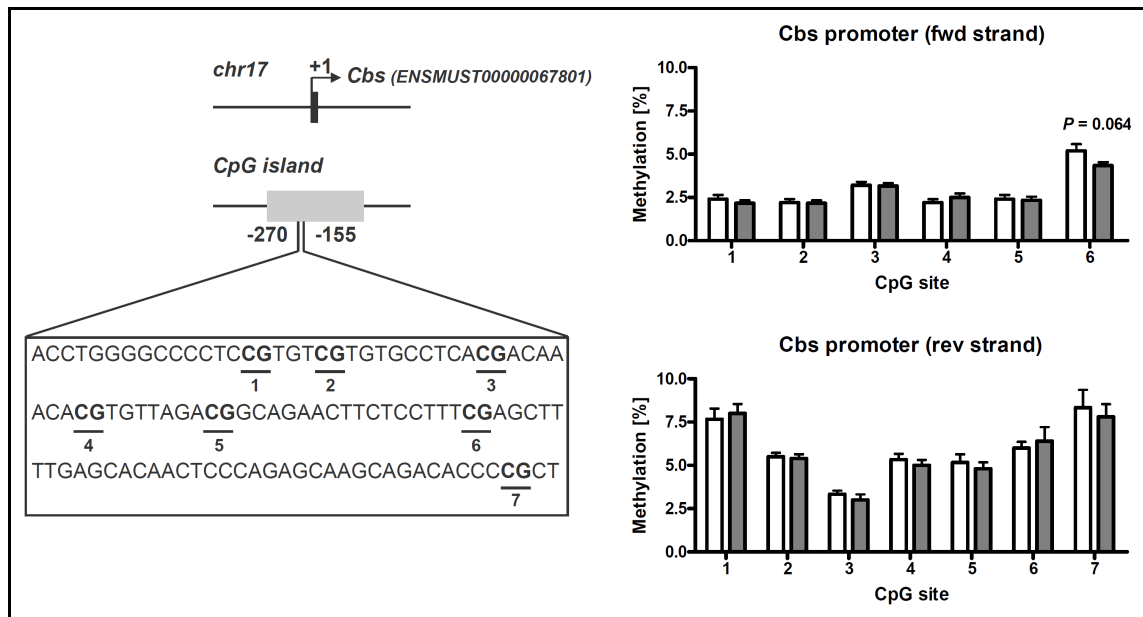 chr17
+1
Cbs (ENSMUST00000067801)
CpG island
-270
-155
ACCTGGGGCCCCTCCGTGTCGTGTGCCTCACGACAA
1 2 3
ACACGTGTTAGACGGCAGAACTTCTCCTTTCGAGCTT
4 5 6
TTGAGCACAACTCCCAGAGCAAGCAGACACCCCGCT
7
Cbs promoter (fwd strand)
Methylation [%]
10.0
7.5
5.0
2.5
0.0
P = 0.064
1 2 3 4 5 6
CpG site
Cbs promoter (rev strand)
Methylation [%]
10.0
7.5
5.0
2.5
0.0
1 2 3 4 5 6 7
CpG site